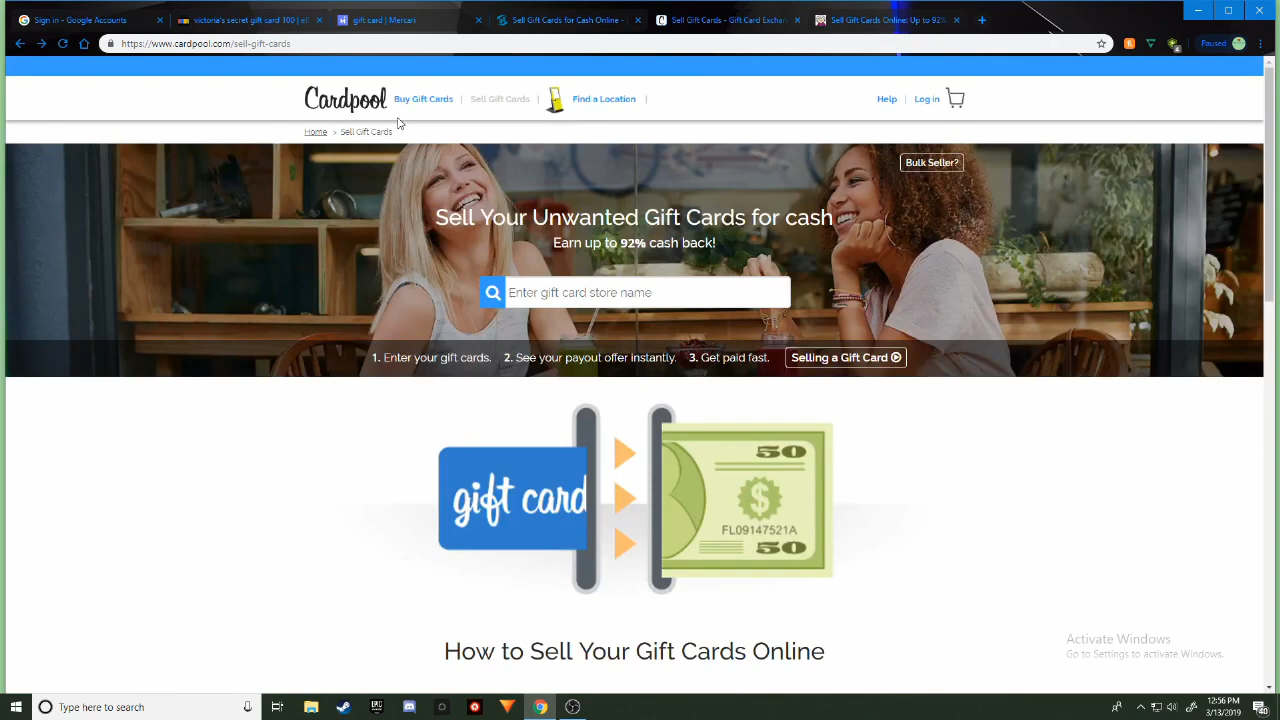 Sign in - Google Accounts
victoria's secret gift card 100 | eb
gift card | Mercari
Sell Gift Cards for Cash Online -
Sell Gift Cards - Gift Card Exchan
Sell Gift Cards Online: Up to 92%
https://www.cardpool.com/sell-gift-cards
Paused
Cardpool
Buy Gift Cards | Sell Gift Cards | Find a Location |
Help | Log in
Home > Sell Gift Cards
Bulk Seller?
Sell Your Unwanted Gift Cards for cash
Earn up to 92% cash back!
Enter gift card store name
1. Enter your gift cards. 2. See your payout offer instantly. 3. Get paid fast. Selling a Gift Card
gift card
50
$
FL09147521A
50
How to Sell Your Gift Cards Online
Activate Windows
Go to Settings to activate Windows.
Type here to search
12:56 PM
3/13/2019
40